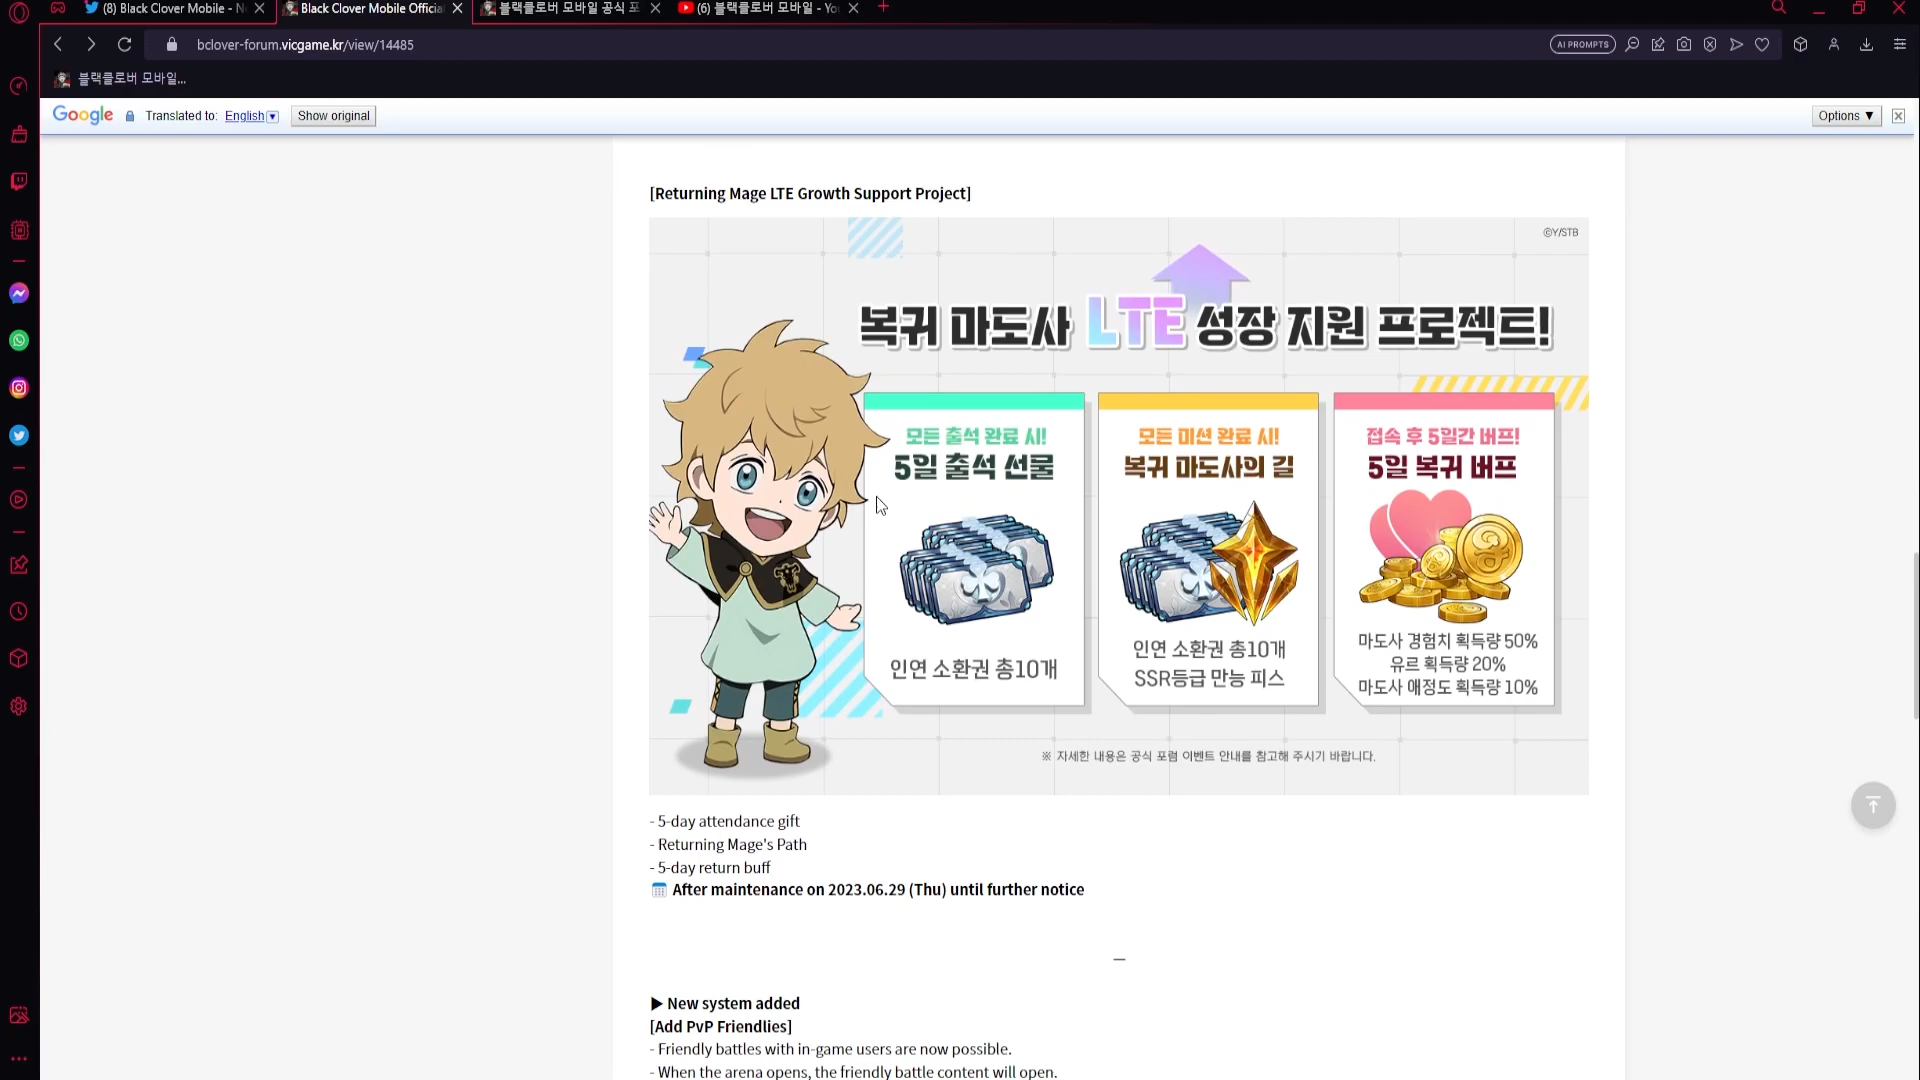 (8) Black Clover Mobile - N
Black Clover Mobile Officia
블랙클로버 모바일 공식 포
(6) 블랙클로버 모바일 - Yo
bclover-forum.vicgame.kr/view/14485
AI PROMPTS
블랙클로버 모바일...
Google
Translated to: English
Show original
Options ▼
[Returning Mage LTE Growth Support Project]
©Y/STB
복귀 마도사 LTE 성장 지원 프로젝트!
모든 출석 완료 시!
5일 출석 선물
인연 소환권 총10개
모든 미션 완료 시!
복귀 마도사의 길
인연 소환권 총10개
SSR등급 만능 피스
접속 후 5일간 버프!
5일 복귀 버프
마도사 경험치 획득량 50%
유르 획득량 20%
마도사 애정도 획득량 10%
※ 자세한 내용은 공식 포럼 이벤트 안내를 참고해 주시기 바랍니다.
- 5-day attendance gift
- Returning Mage's Path
- 5-day return buff
After maintenance on 2023.06.29 (Thu) until further notice
—
▶ New system added
[Add PvP Friendlies]
- Friendly battles with in-game users are now possible.
- When the arena opens, the friendly battle content will open.